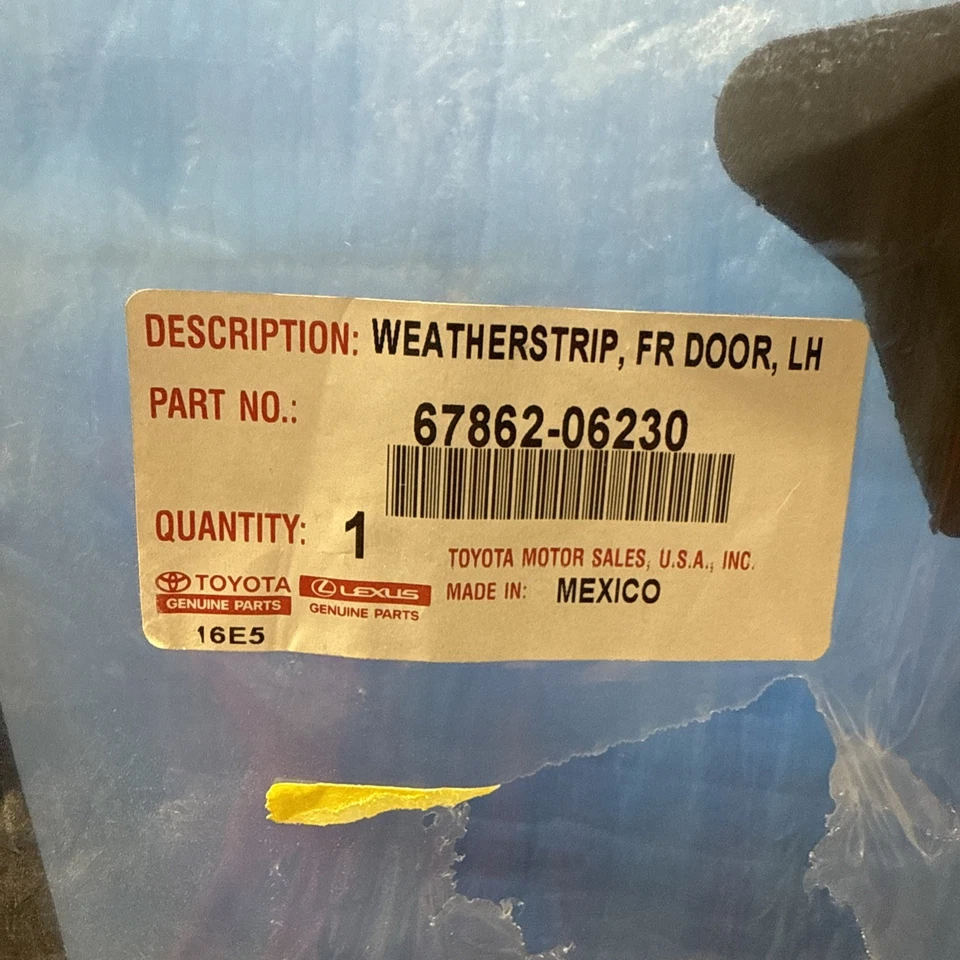 DESCRIPTION: WEATHERSTRIP, FR DOOR, LH
PART NO.: 67862-06230
QUANTITY: 1
TOYOTA MOTOR SALES, U.S.A., INC.
TOYOTA LEXUS MADE IN: MEXICO
GENUINE PARTS GENUINE PARTS
16E5